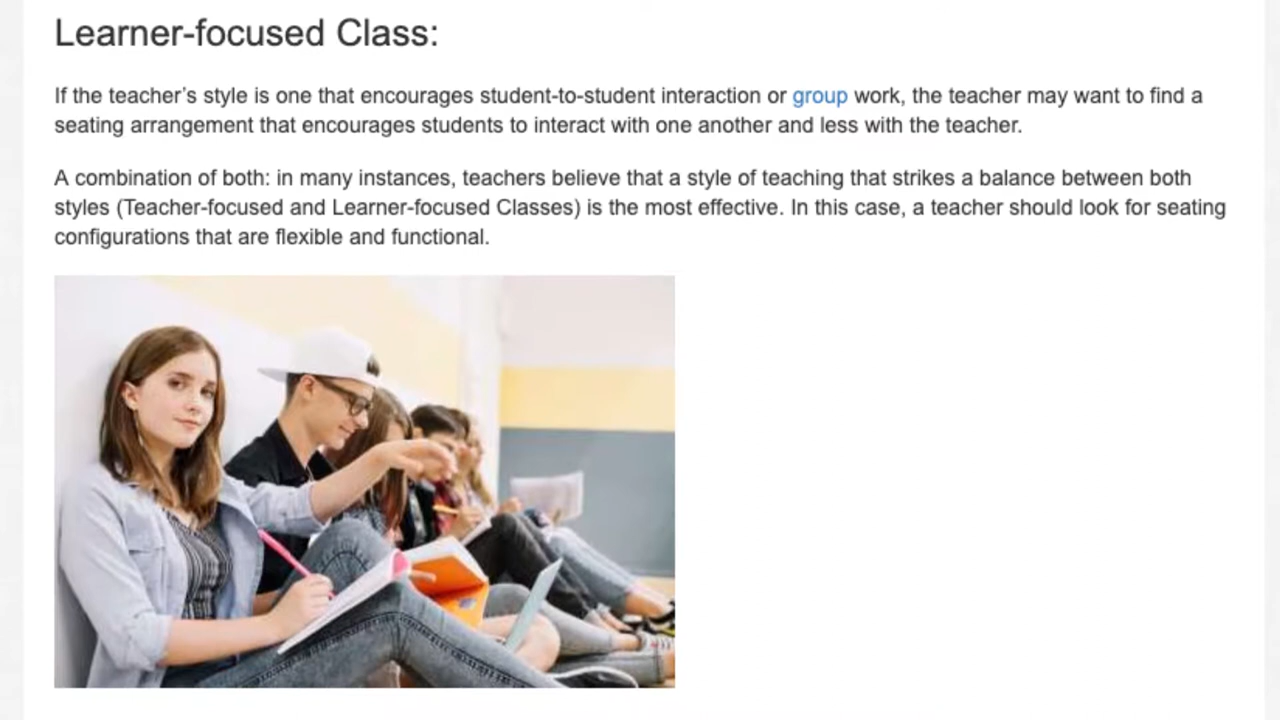 Learner-focused Class:
If the teacher’s style is one that encourages student-to-student interaction or group work, the teacher may want to find a
seating arrangement that encourages students to interact with one another and less with the teacher.
A combination of both: in many instances, teachers believe that a style of teaching that strikes a balance between both
styles (Teacher-focused and Learner-focused Classes) is the most effective. In this case, a teacher should look for seating
configurations that are flexible and functional.